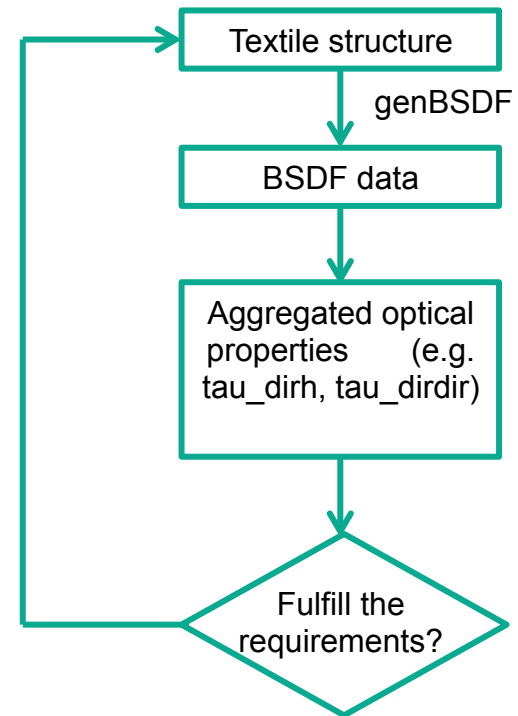 Textile structure
genBSDF
BSDF data
Aggregated optical
properties (e.g.
tau_dirh, tau_dirdir)
Fulfill the
requirements?